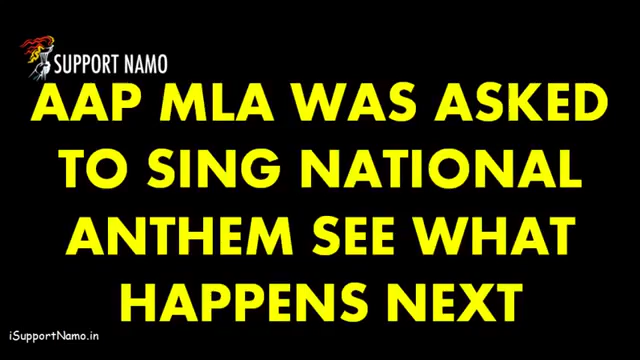 SUPPORT NAMO
AAP MLA WAS ASKED
TO SING NATIONAL
ANTHEM SEE WHAT
HAPPENS NEXT
iSupportNamo.in